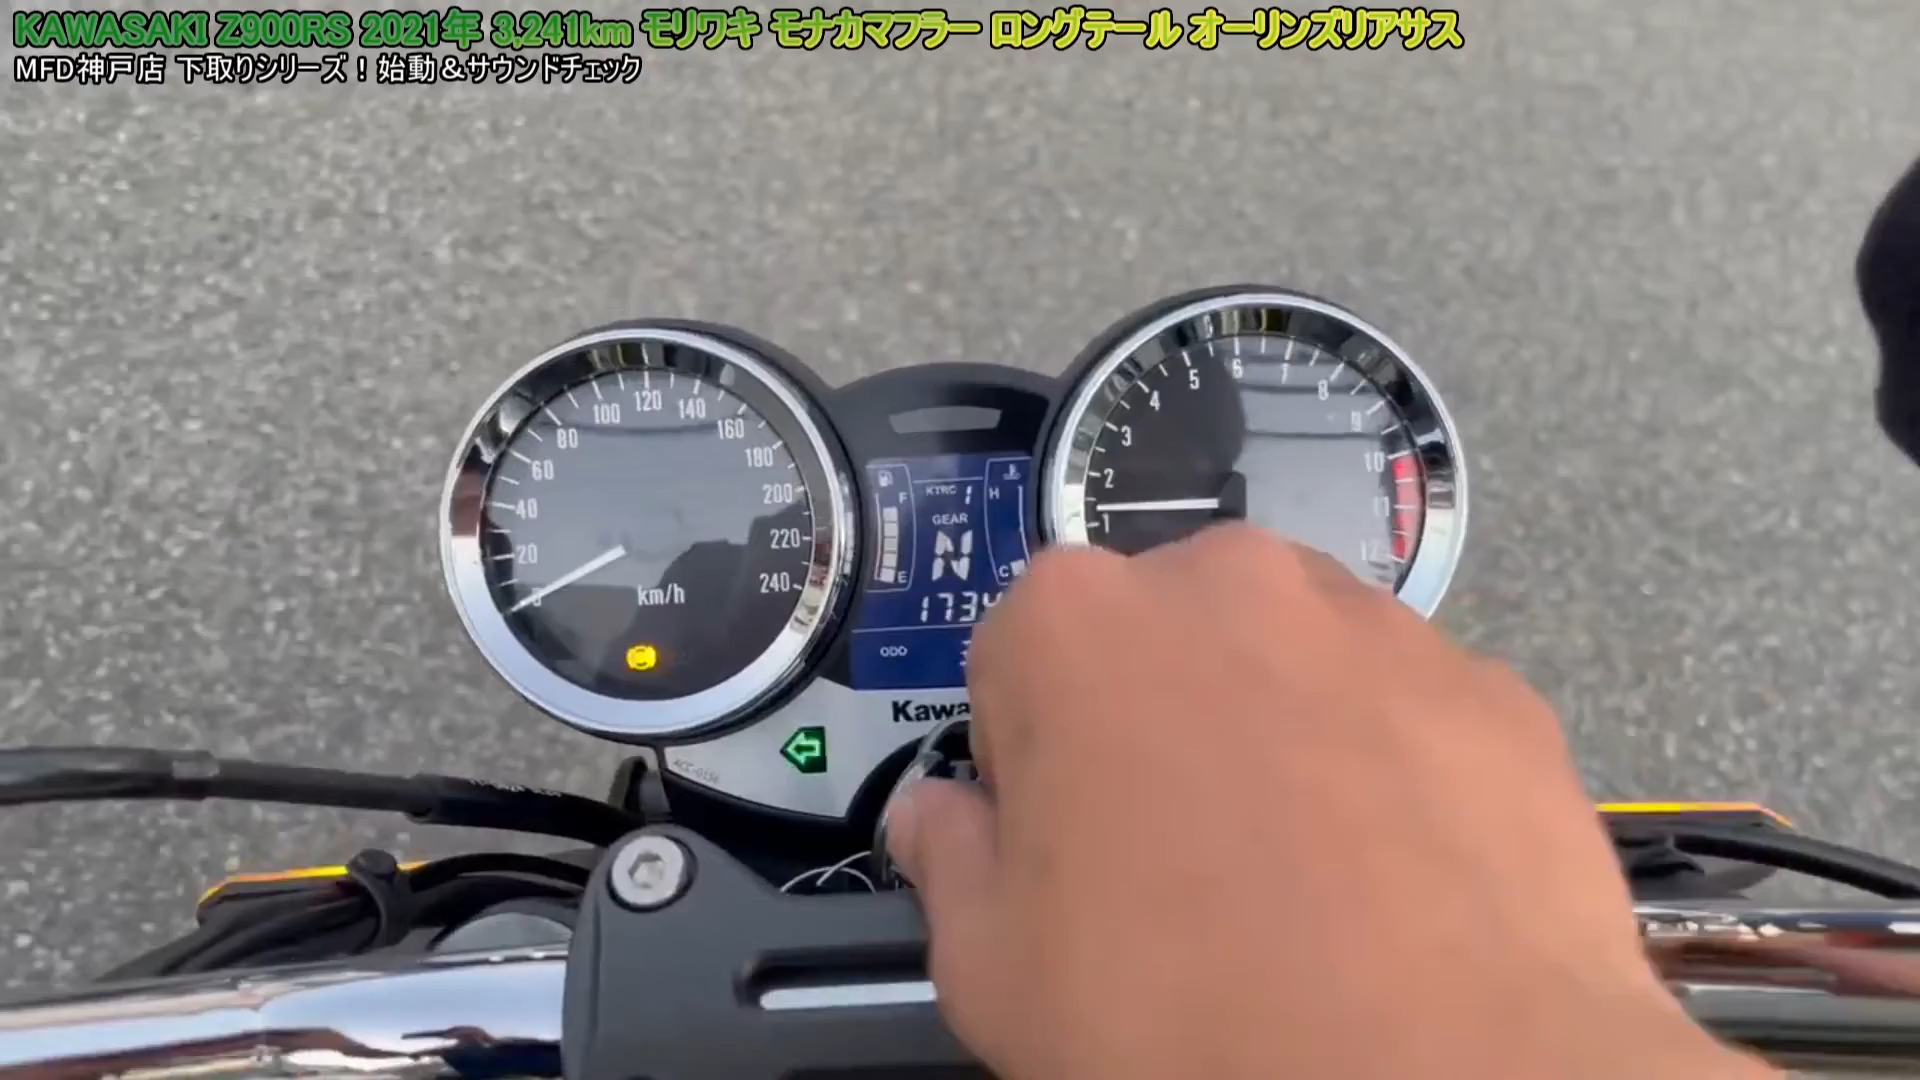 KAWASAKI Z900RS 2021年 3,241km モリワキ モナカマフラー ロングテール オーリンズリアサス
MFD神戸店 下取りシリーズ！始動＆サウンドチェック
0 20 40 60 80 100 120 140 160 180 200 220 240
km/h
F
E
KTRC 1
GEAR
N
H
C
ODO
1 2 3 4 5 6 7 8 9 10 11 12
ACC-0156